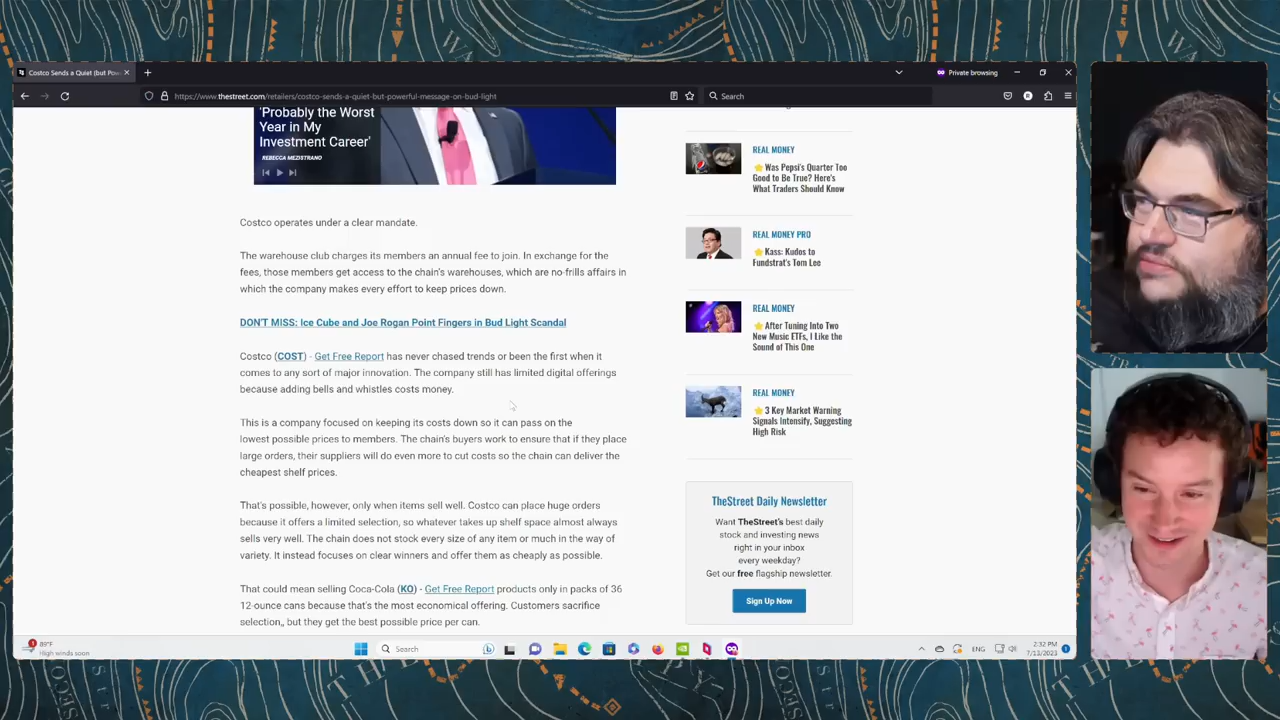 Costco Sends a Quiet (but Pow
Private browsing
https://www.thestreet.com/retailers/costco-sends-a-quiet-but-powerful-message-on-bud-light
Search
'Probably the Worst
Year in My
Investment Career'
REBECCA MEZISTRANO
Costco operates under a clear mandate.
The warehouse club charges its members an annual fee to join. In exchange for the
fees, those members get access to the chain's warehouses, which are no-frills affairs in
which the company makes every effort to keep prices down.
DON'T MISS: Ice Cube and Joe Rogan Point Fingers in Bud Light Scandal
Costco (COST) - Get Free Report has never chased trends or been the first when it
comes to any sort of major innovation. The company still has limited digital offerings
because adding bells and whistles costs money.
This is a company focused on keeping its costs down so it can pass on the
lowest possible prices to members. The chain's buyers work to ensure that if they place
large orders, their suppliers will do even more to cut costs so the chain can deliver the
cheapest shelf prices.
That's possible, however, only when items sell well. Costco can place huge orders
because it offers a limited selection, so whatever takes up shelf space almost always
sells very well. The chain does not stock every size of any item or much in the way of
variety. It instead focuses on clear winners and offer them as cheaply as possible.
That could mean selling Coca-Cola (KO) - Get Free Report products only in packs of 36
12-ounce cans because that's the most economical offering. Customers sacrifice
selection,, but they get the best possible price per can.
REAL MONEY
Was Pepsi's Quarter Too
Good to Be True? Here's
What Traders Should Know
REAL MONEY PRO
Kass: Kudos to
Fundstrat's Tom Lee
REAL MONEY
After Tuning Into Two
New Music ETFs, I Like the
Sound of This One
REAL MONEY
3 Key Market Warning
Signals Intensify, Suggesting
High Risk
TheStreet Daily Newsletter
Want TheStreet's best daily
stock and investing news
right in your inbox
every weekday?
Get our free flagship newsletter.
Sign Up Now
1
89°F
High winds soon
Search
ENG
2:32 PM
7/13/2023
1